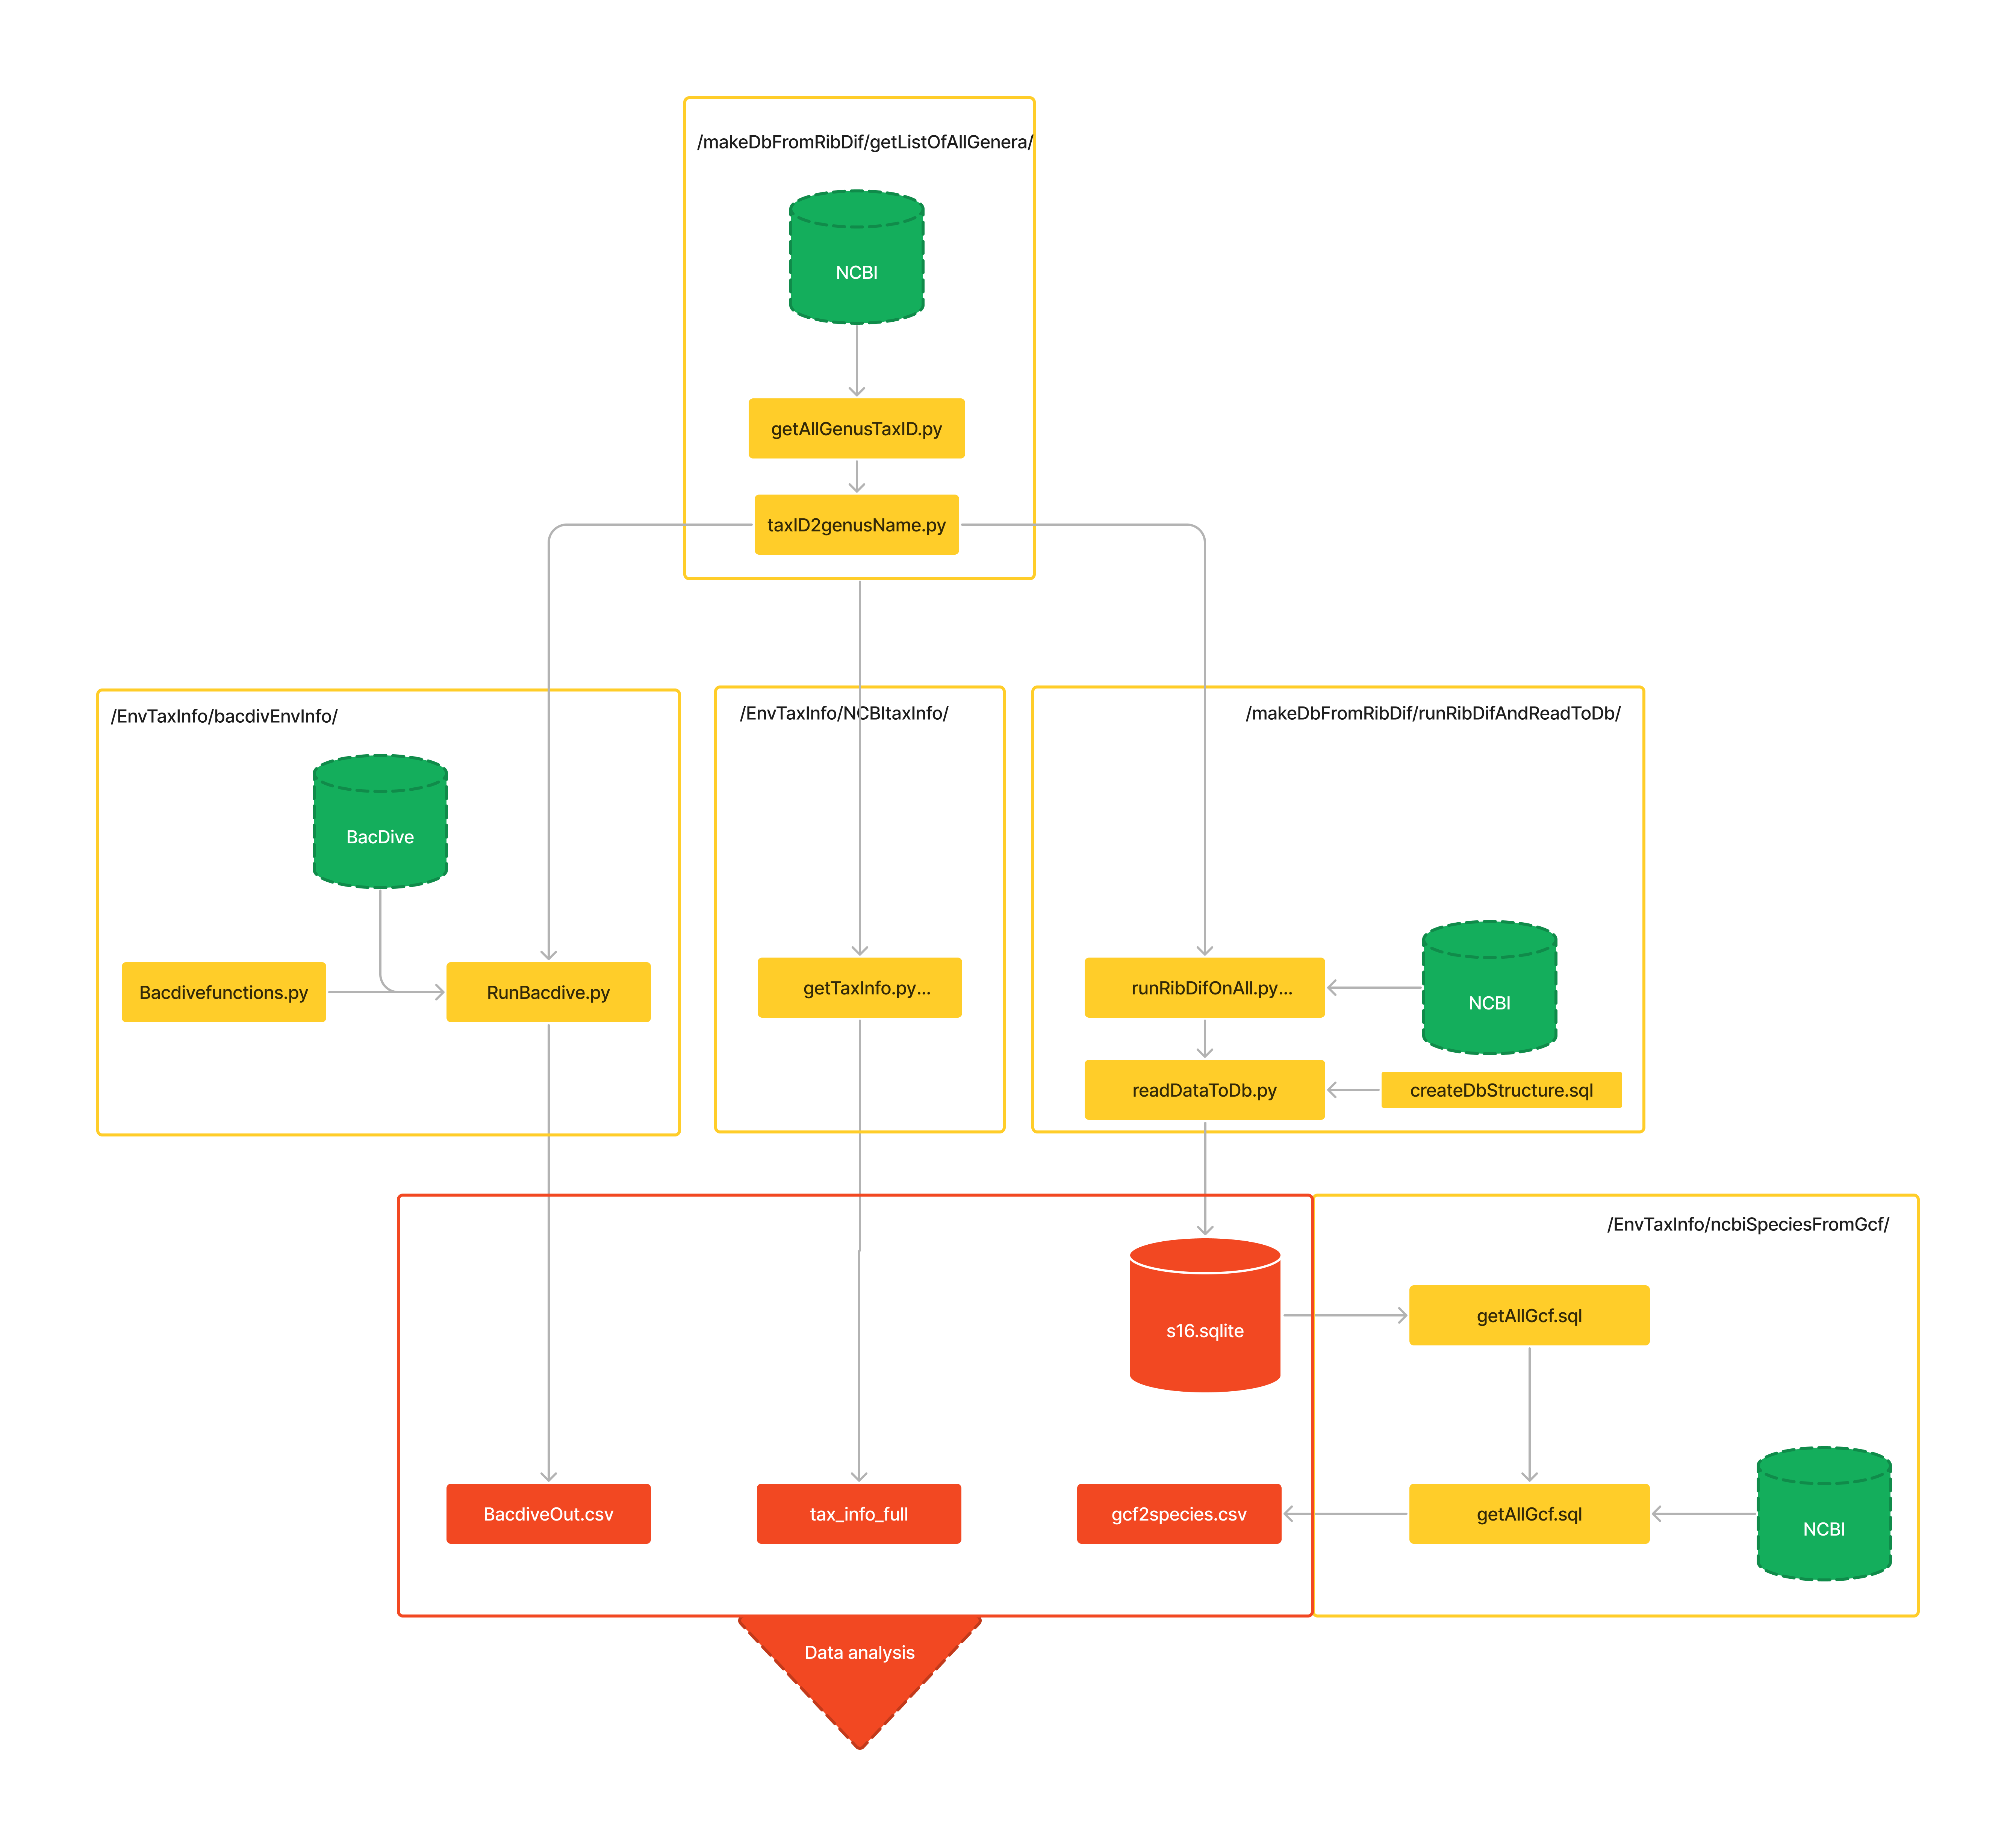 /makeDbFromRibDif/getListOfAllGenera/
NCBI
getAllGenusTaxID.py
taxID2genusName.py
/EnvTaxInfo/bacdivEnvInfo/
BacDive
Bacdivefunctions.py
RunBacdive.py
/EnvTaxInfo/NCBItaxInfo/
getTaxInfo.py...
/makeDbFromRibDif/runRibDifAndReadToDb/
runRibDifOnAll.py...
NCBI
readDataToDb.py
createDbStructure.sql
/EnvTaxInfo/ncbiSpeciesFromGcf/
s16.sqlite
getAllGcf.sql
BacdiveOut.csv
tax_info_full
gcf2species.csv
getAllGcf.sql
NCBI
Data analysis